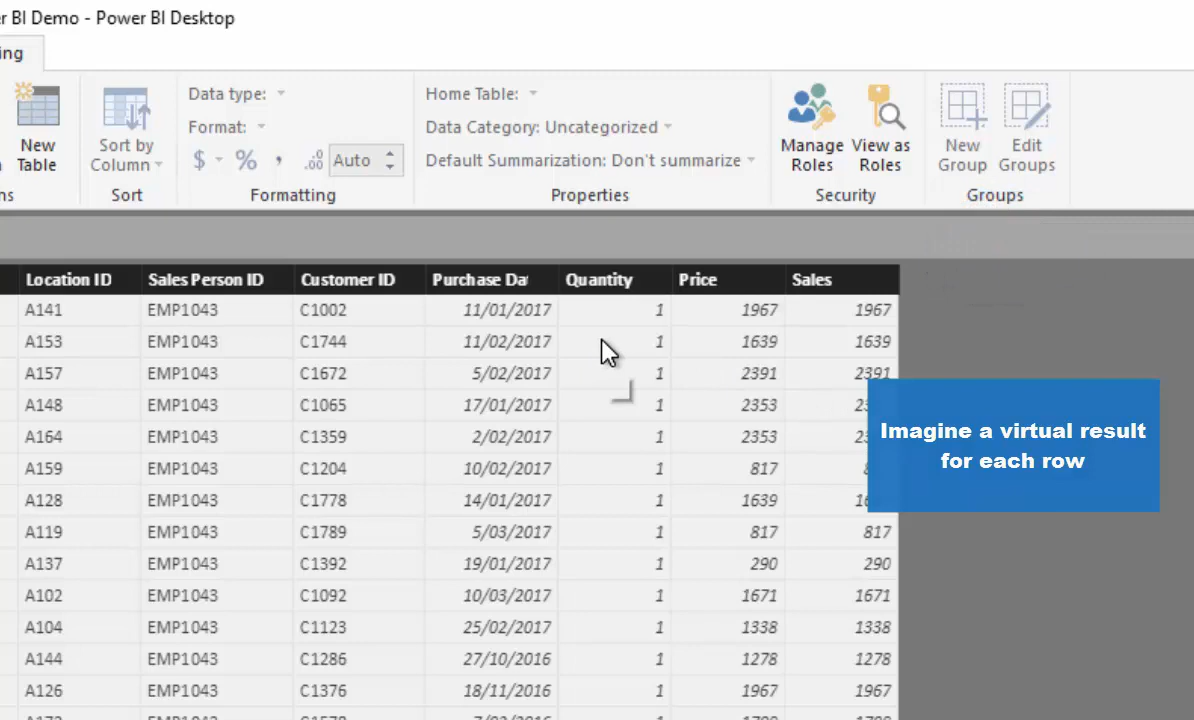 r BI Demo - Power BI Desktop
ing
New Table
Sort by Column
Data type:
Format:
$ % , .00 Auto
Home Table:
Data Category: Uncategorized
Default Summarization: Don't summarize
Manage Roles
View as Roles
New Group
Edit Groups
ns Sort Formatting Properties Security Groups
Location ID Sales Person ID Customer ID Purchase Da Quantity Price Sales
A141 EMP1043 C1002 11/01/2017 1 1967 1967
A153 EMP1043 C1744 11/02/2017 1 1639 1639
A157 EMP1043 C1672 5/02/2017 1 2391 2391
A148 EMP1043 C1065 17/01/2017 1 2353
A164 EMP1043 C1359 2/02/2017 1 2353
A159 EMP1043 C1204 10/02/2017 1 817
A128 EMP1043 C1778 14/01/2017 1 1639
A119 EMP1043 C1789 5/03/2017 1 817 817
A137 EMP1043 C1392 19/01/2017 1 290 290
A102 EMP1043 C1092 10/03/2017 1 1671 1671
A104 EMP1043 C1123 25/02/2017 1 1338 1338
A144 EMP1043 C1286 27/10/2016 1 1278 1278
A126 EMP1043 C1376 18/11/2016 1 1967 1967
Imagine a virtual result
for each row